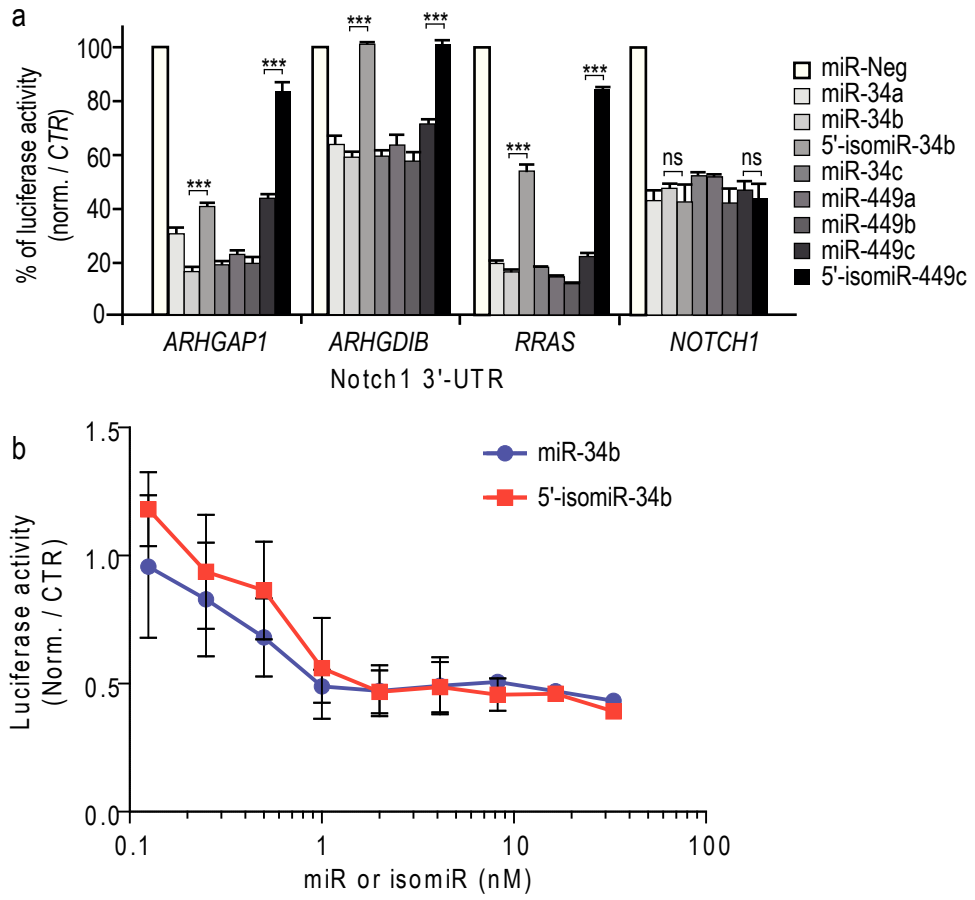 a
% of luciferase activity
(norm. / CTR)
100
80
60
40
20
0
***
***
***
***
***
***
ns
ns
ARHGAP1
ARHGDIB
RRAS
NOTCH1
Notch1 3'-UTR
miR-Neg
miR-34a
miR-34b
5'-isomiR-34b
miR-34c
miR-449a
miR-449b
miR-449c
5'-isomiR-449c
b
Luciferase activity
(Norm. / CTR)
1.5
1.0
0.5
0.0
miR-34b
5'-isomiR-34b
0.1
1
10
100
miR or isomiR (nM)